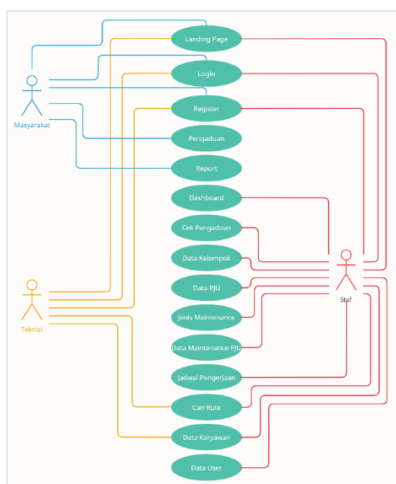 Landing Page
Login
Register
Masyarakat
Pengaduan
Report
Dashboard
Cek Pengaduan
Data Kelompok
Data PJU
Staf
Jenis Maintenance
Teknisi
Data Maintenance PJU
Jadwal Pengerjaan
Cari Rute
Data Karyawan
Data User